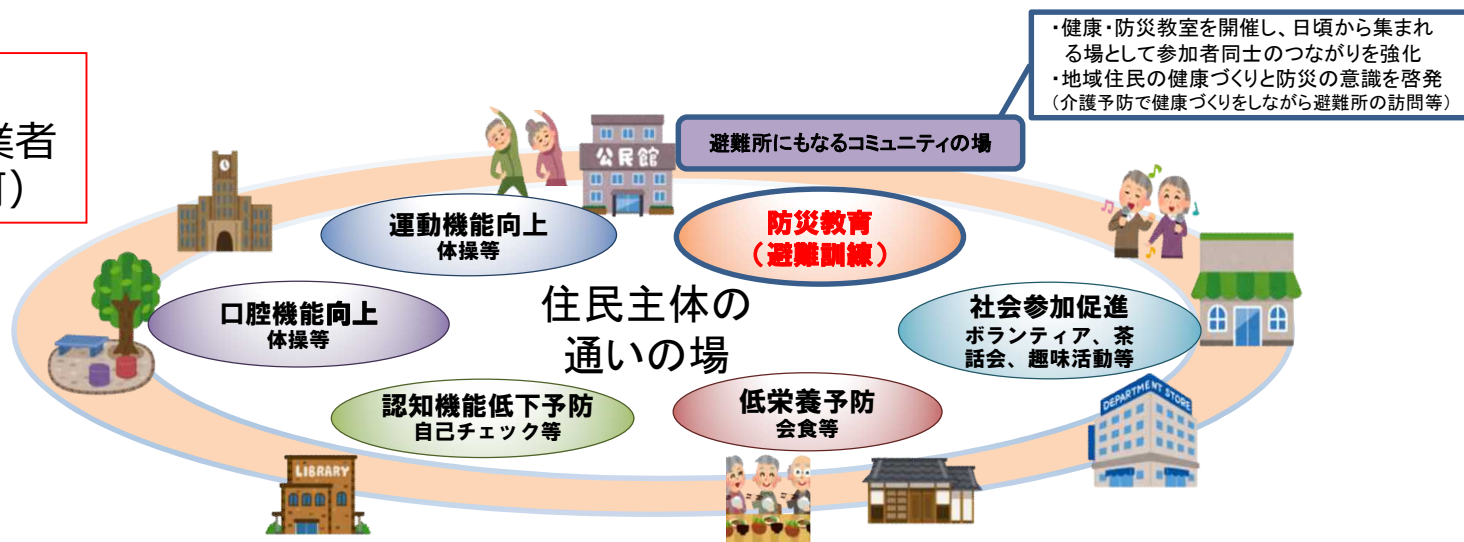 業者
)
・健康・防災教室を開催し、日頃から集まれ
る場として参加者同士のつながりを強化
・地域住民の健康づくりと防災の意識を啓発
（介護予防で健康づくりをしながら避難所の訪問等）
避難所にもなるコミュニティの場
公民館
運動機能向上
体操等
防災教育
（避難訓練）
口腔機能向上
体操等
住民主体の
通いの場
社会参加促進
ボランティア、茶
話会、趣味活動等
認知機能低下予防
自己チェック等
低栄養予防
会食等
DEPARTMENT STORE
LIBRARY